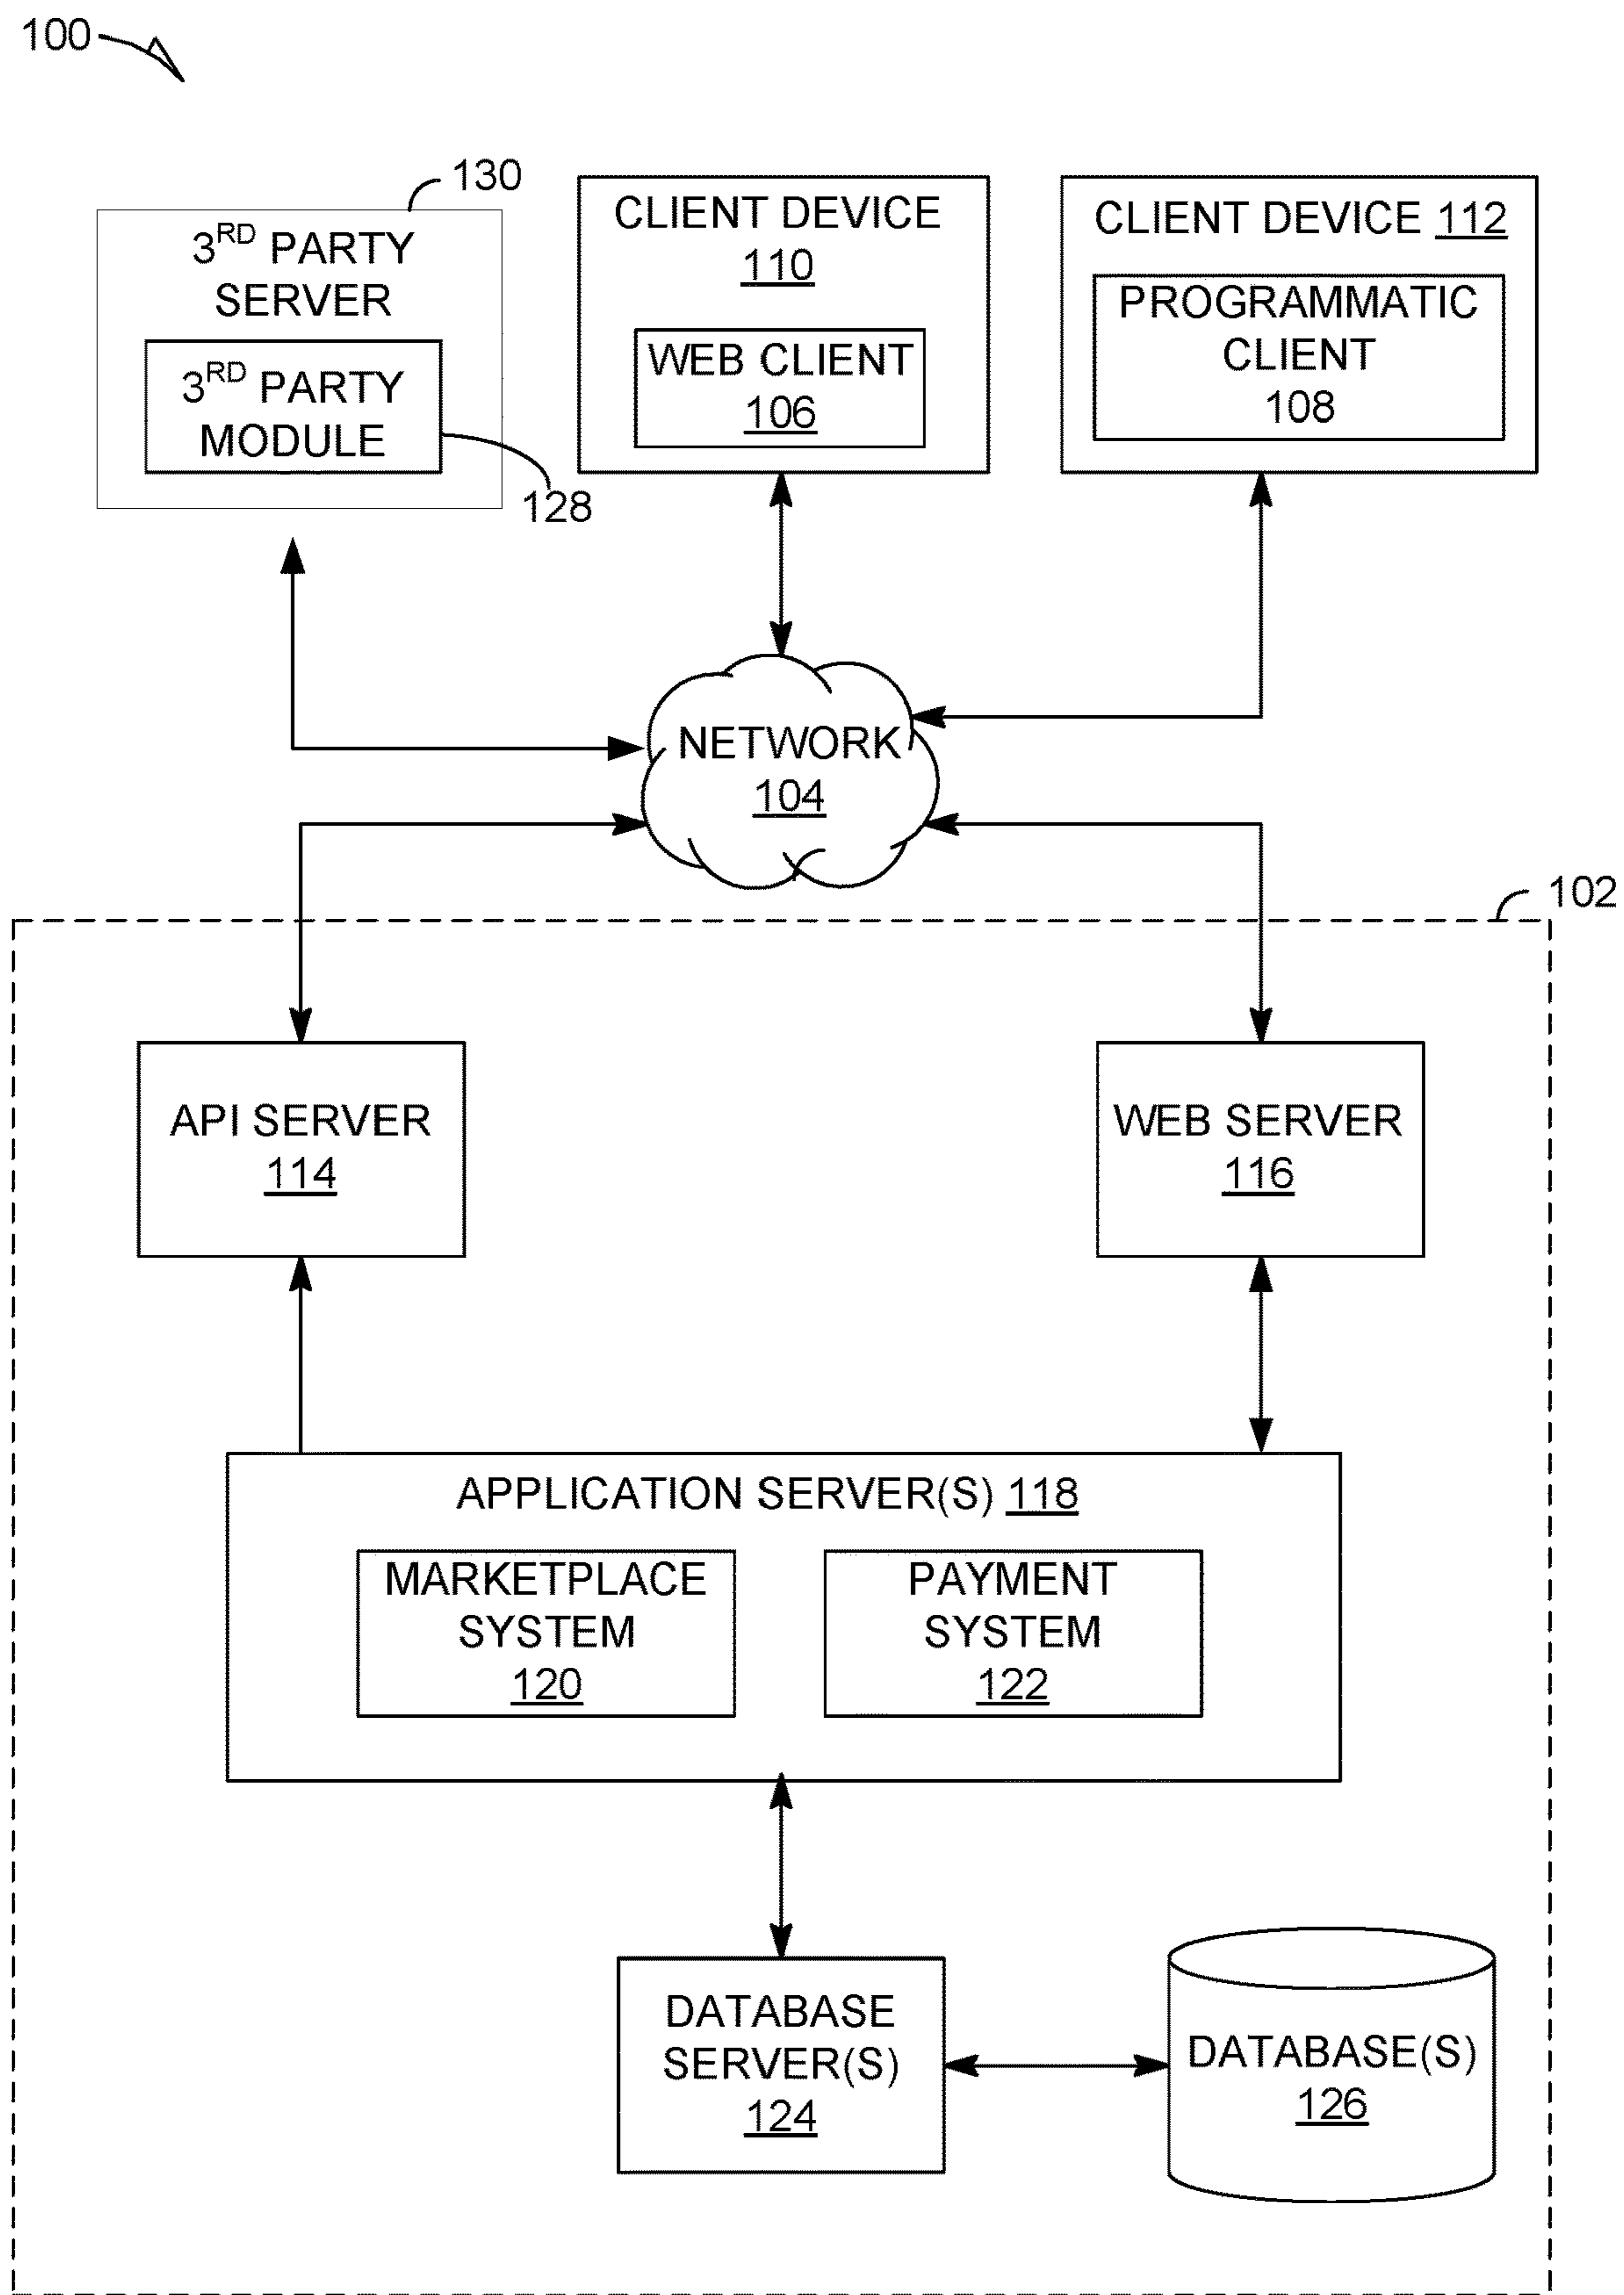 100
130
3RD PARTY
SERVER
3RD PARTY
MODULE
128
CLIENT DEVICE
110
WEB CLIENT
106
CLIENT DEVICE 112
PROGRAMMATIC
CLIENT
108
NETWORK
104
102
API SERVER
114
WEB SERVER
116
APPLICATION SERVER(S) 118
MARKETPLACE
SYSTEM
120
PAYMENT
SYSTEM
122
DATABASE
SERVER(S)
124
DATABASE(S)
126